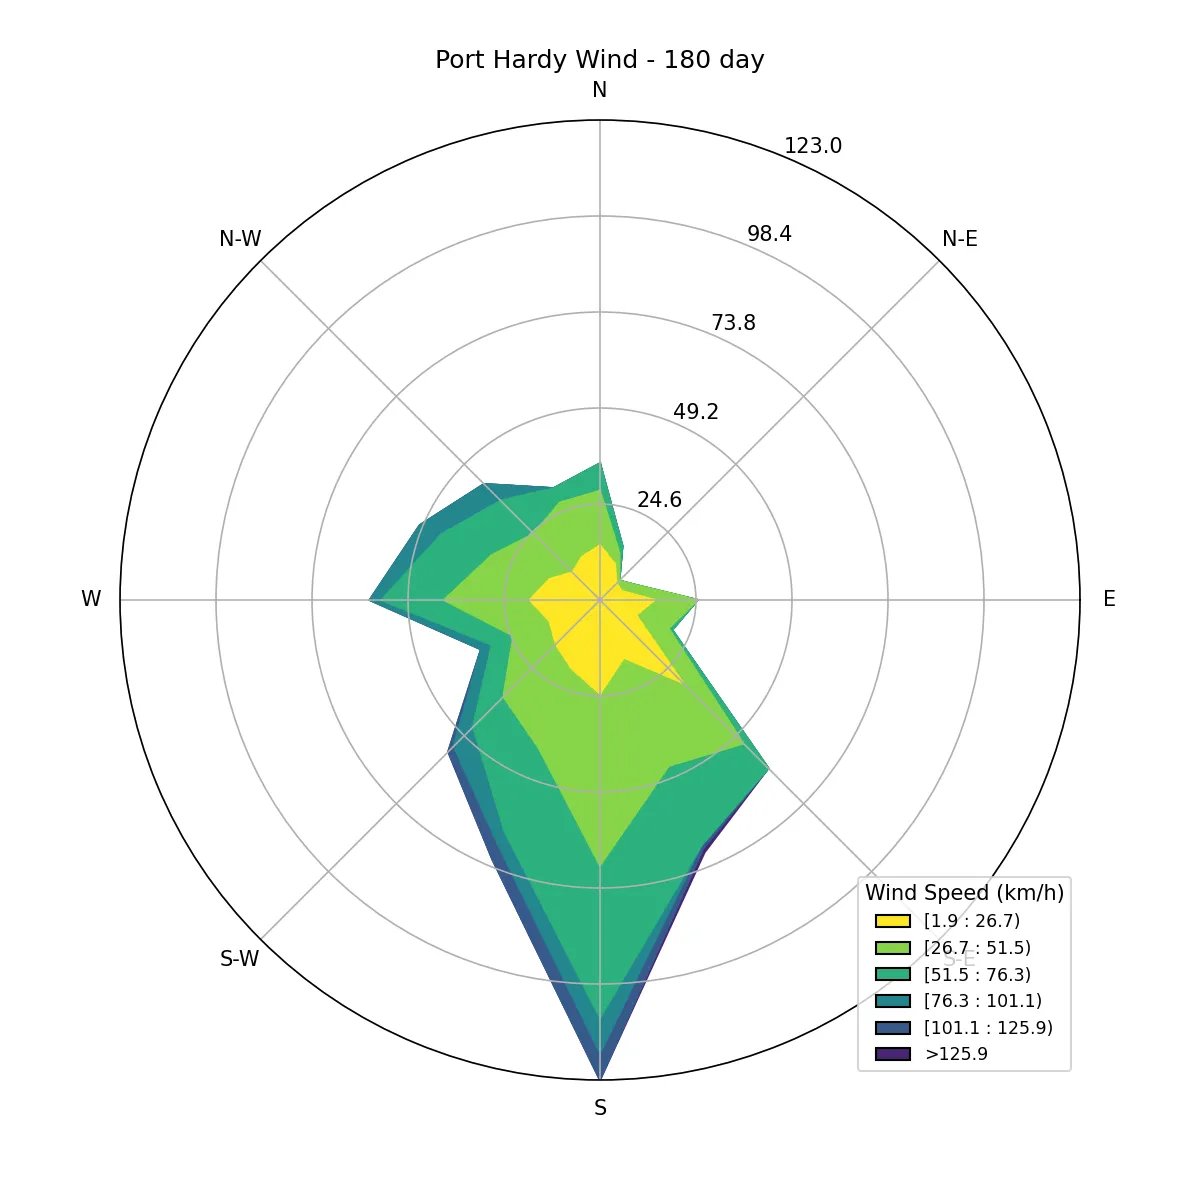 Port Hardy Wind - 180 day
N
123.0
N-W
N-E
98.4
73.8
49.2
24.6
W
E
Wind Speed (km/h)
[1.9 : 26.7)
[26.7 : 51.5)
[51.5 : 76.3)
[76.3 : 101.1)
[101.1 : 125.9)
>125.9
S-W
S-E
S